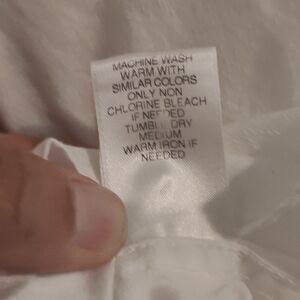 MACHINE WASH
WARM WITH
SIMILAR COLORS
ONLY NON
CHLORINE BLEACH
IF NEEDED
TUMBLE DRY
MEDIUM
WARM IRON IF
NEEDED